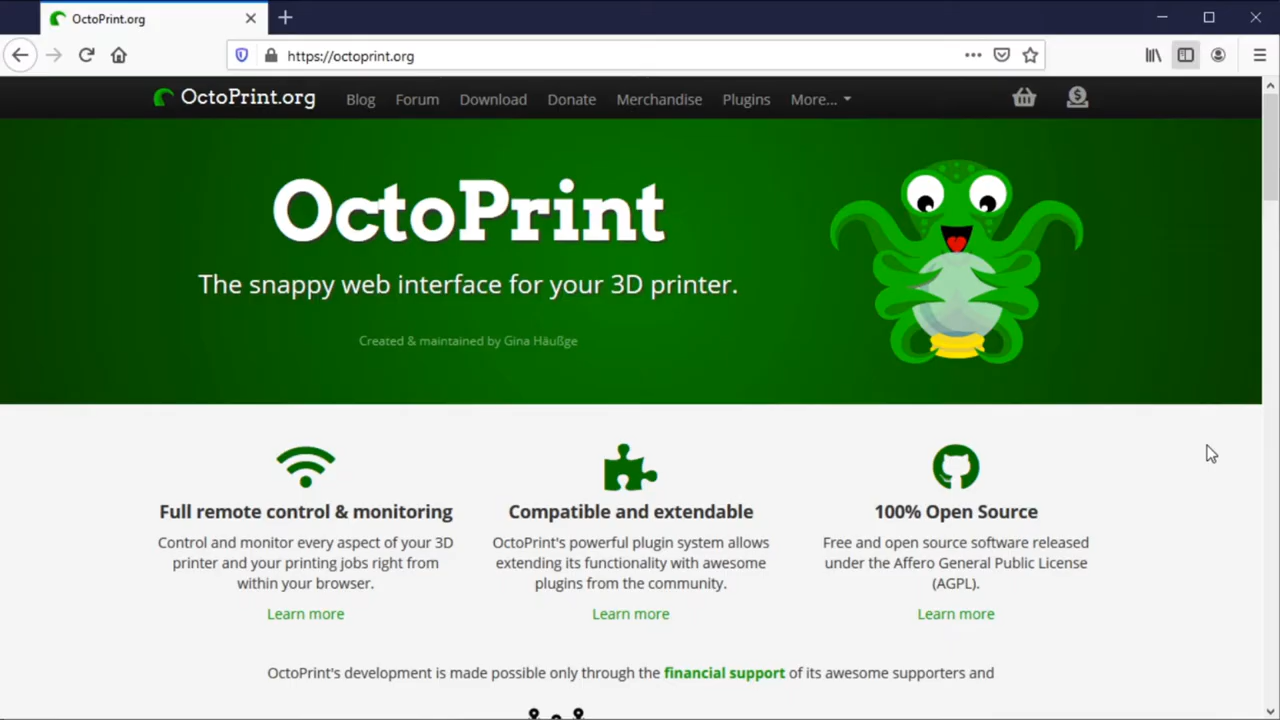 OctoPrint.org
https://octoprint.org
OctoPrint.org Blog Forum Download Donate Merchandise Plugins More...
OctoPrint
The snappy web interface for your 3D printer.
Created & maintained by Gina Häußge
Full remote control & monitoring
Control and monitor every aspect of your 3D
printer and your printing jobs right from
within your browser.
Learn more
Compatible and extendable
OctoPrint's powerful plugin system allows
extending its functionality with awesome
plugins from the community.
Learn more
100% Open Source
Free and open source software released
under the Affero General Public License
(AGPL).
Learn more
OctoPrint's development is made possible only through the financial support of its awesome supporters and